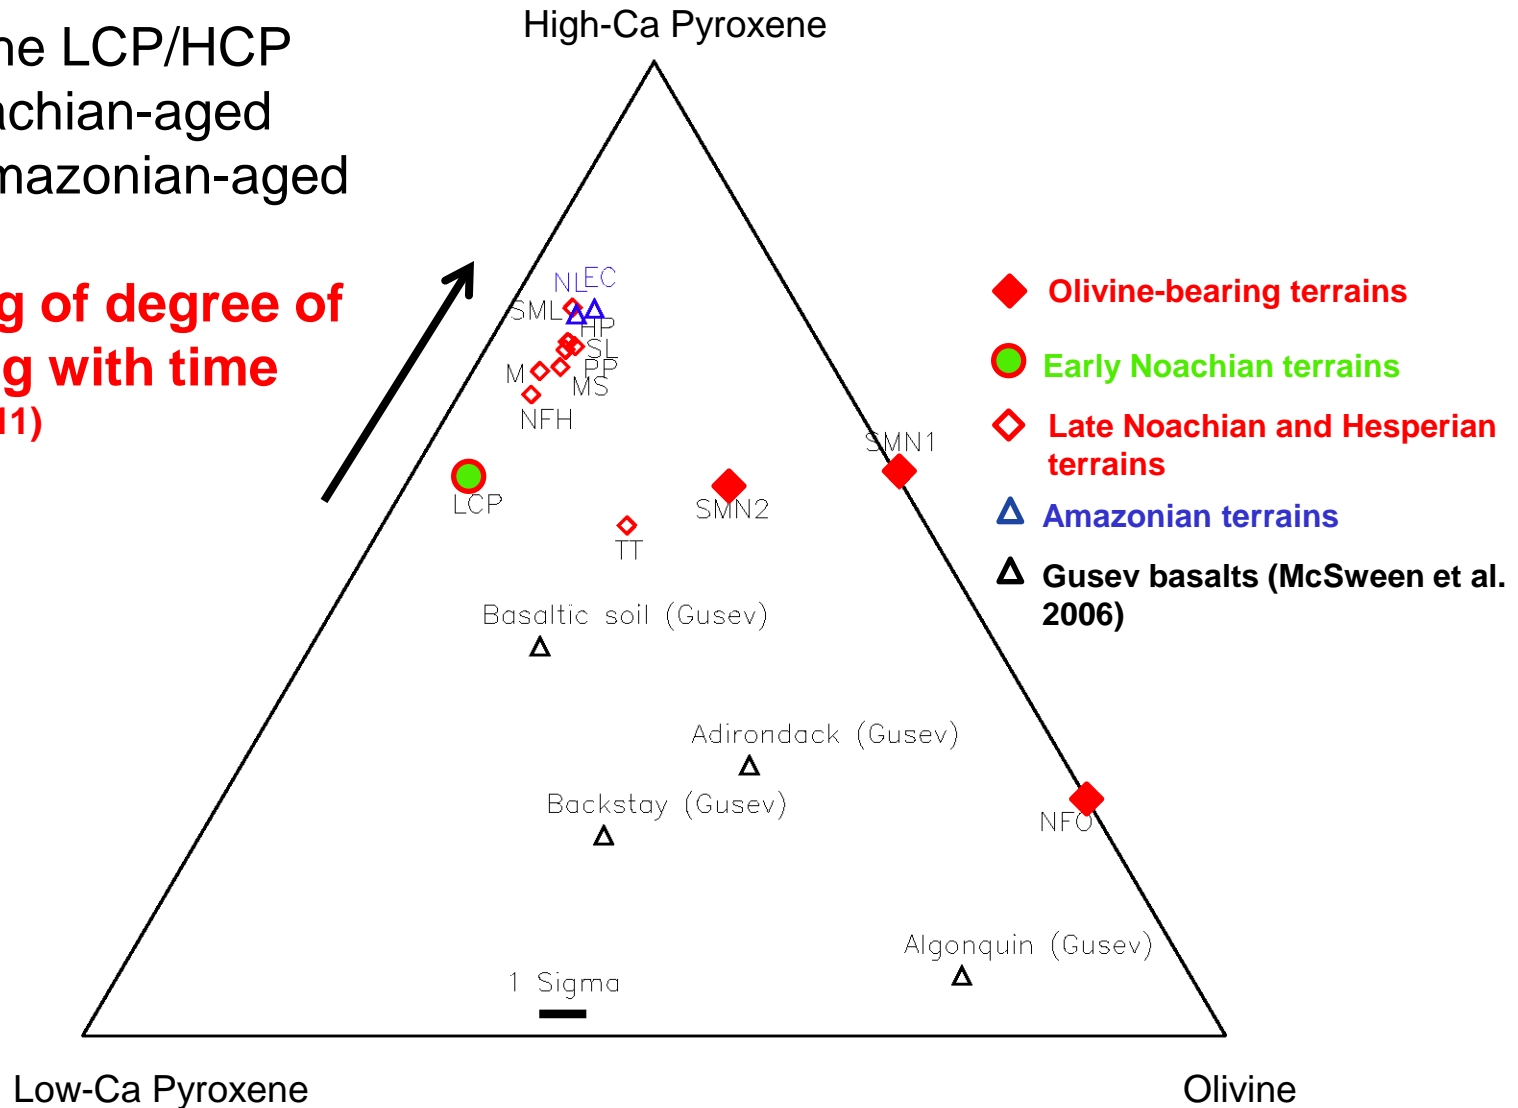 High-Ca Pyroxene
ne LCP/HCP
achian-aged
mazonian-aged
g of degree of
g with time
11)
NL EC
SML
HP
SL
M
PP
MS
NFH
LCP
TT
SMN2
SMN1
Olivine-bearing terrains
Early Noachian terrains
Late Noachian and Hesperian
terrains
Amazonian terrains
Gusev basalts (McSween et al.
2006)
Basaltic soil (Gusev)
Adirondack (Gusev)
Backstay (Gusev)
NFO
Algonquin (Gusev)
1 Sigma
Low-Ca Pyroxene
Olivine